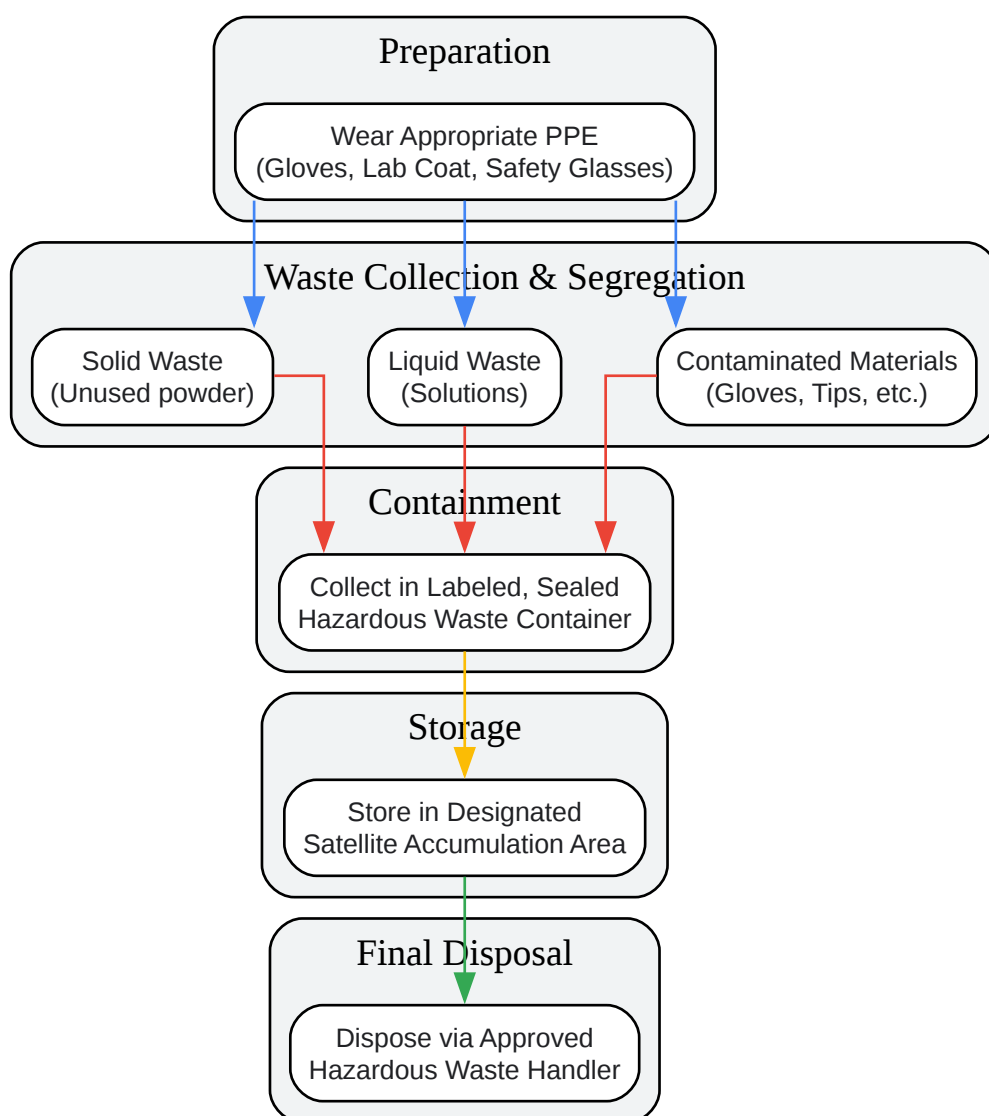 Preparation
Wear Appropriate PPE
(Gloves, Lab Coat, Safety Glasses)
Waste Collection & Segregation
Solid Waste
(Unused powder)
Liquid Waste
(Solutions)
Contaminated Materials
(Gloves, Tips, etc.)
Containment
Collect in Labeled, Sealed
Hazardous Waste Container
Storage
Store in Designated
Satellite Accumulation Area
Final Disposal
Dispose via Approved
Hazardous Waste Handler